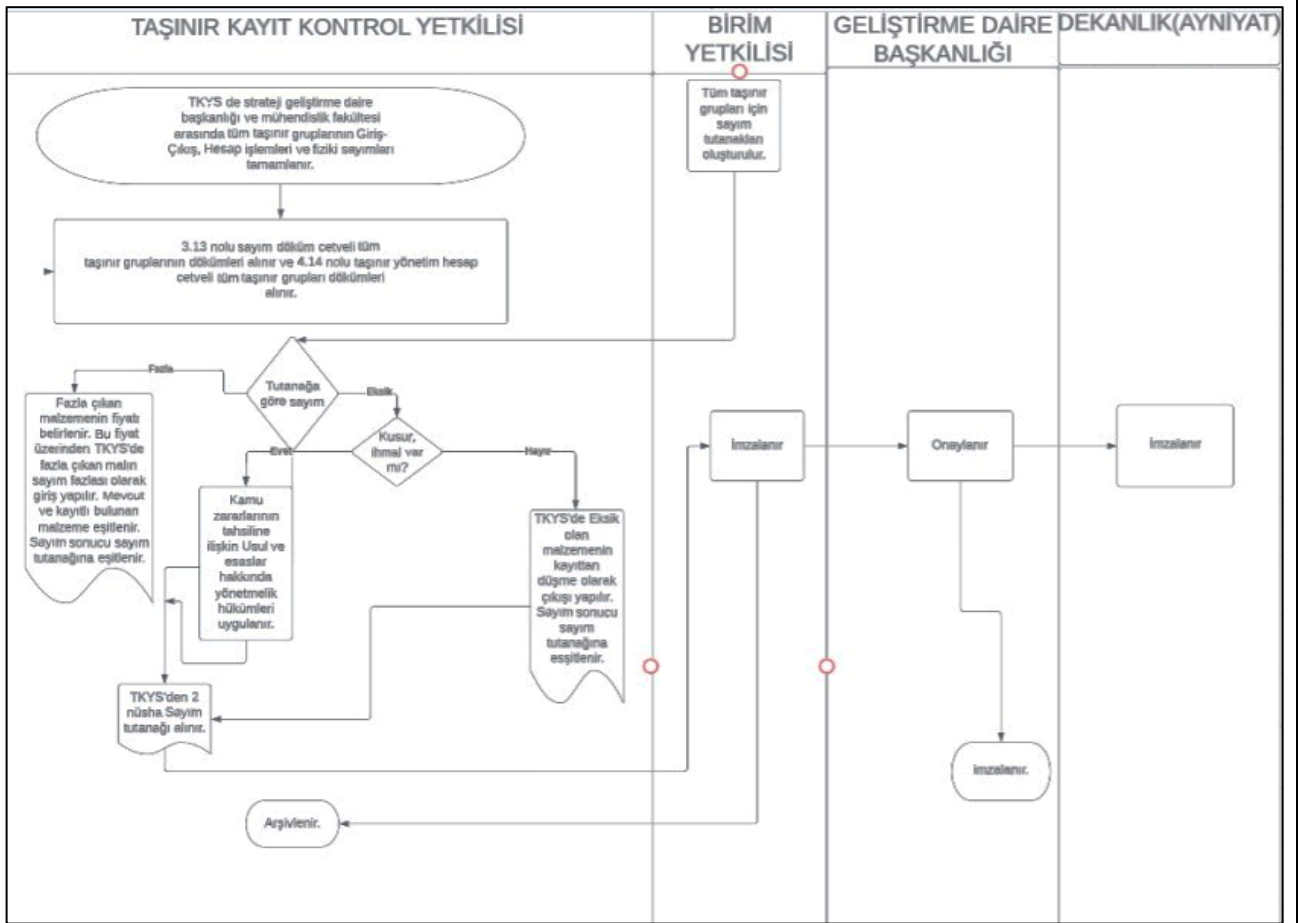 TAŞINIR KAYIT KONTROL YETKİLİSİ
BİRİM
YETKİLİSİ
GELİŞTİRME DAİRE
BAŞKANLIĞI
DEKANLIK(AYNİYAT)
TKYS de strateji geliştirme daire
başkanlığı ve mühendislik fakültesi
arasında tüm taşınır gruplarının Giriş-
Çıkış, Hesap işlemleri ve fiziki sayımları
tamamlanır.
Tüm taşınır
grupları için
sayım
tutanakları
oluşturulur.
3.13 nolu sayım döküm cetveli tüm
taşınır gruplarının dökümleri alınır ve 4.14 nolu taşınır yönetim hesap
cetveli tüm taşınır grupları dökümleri
alınır.
Fazla
Tutanağa
göre sayım
Eksik
Fazla çıkan
malzemenin fiyatı
belirlenir. Bu fiyat
üzerinden TKYS'de
fazla çıkan malın
sayım fazlası olarak
giriş yapılır. Mevcut
ve kayıtlı bulunan
malzeme eşitlenir.
Sayım sonucu sayım
tutanağına eşitlenir.
Kusur,
ihmal var
mı?
Evet
Hayır
Kamu
zararlarının
tahsiline
ilişkin Usul ve
esaslar
hakkında
yönetmelik
hükümleri
uygulanır.
TKYS'de Eksik
olan
malzemenin
kayıttan
düşme olarak
çıkışı yapılır.
Sayım sonucu
sayım
tutanağına
esşitlenir.
İmzalanır
Onaylanır
İmzalanır
TKYS'den 2
nüsha Sayım
tutanağı alınır.
imzalanır.
Arşivlenir.